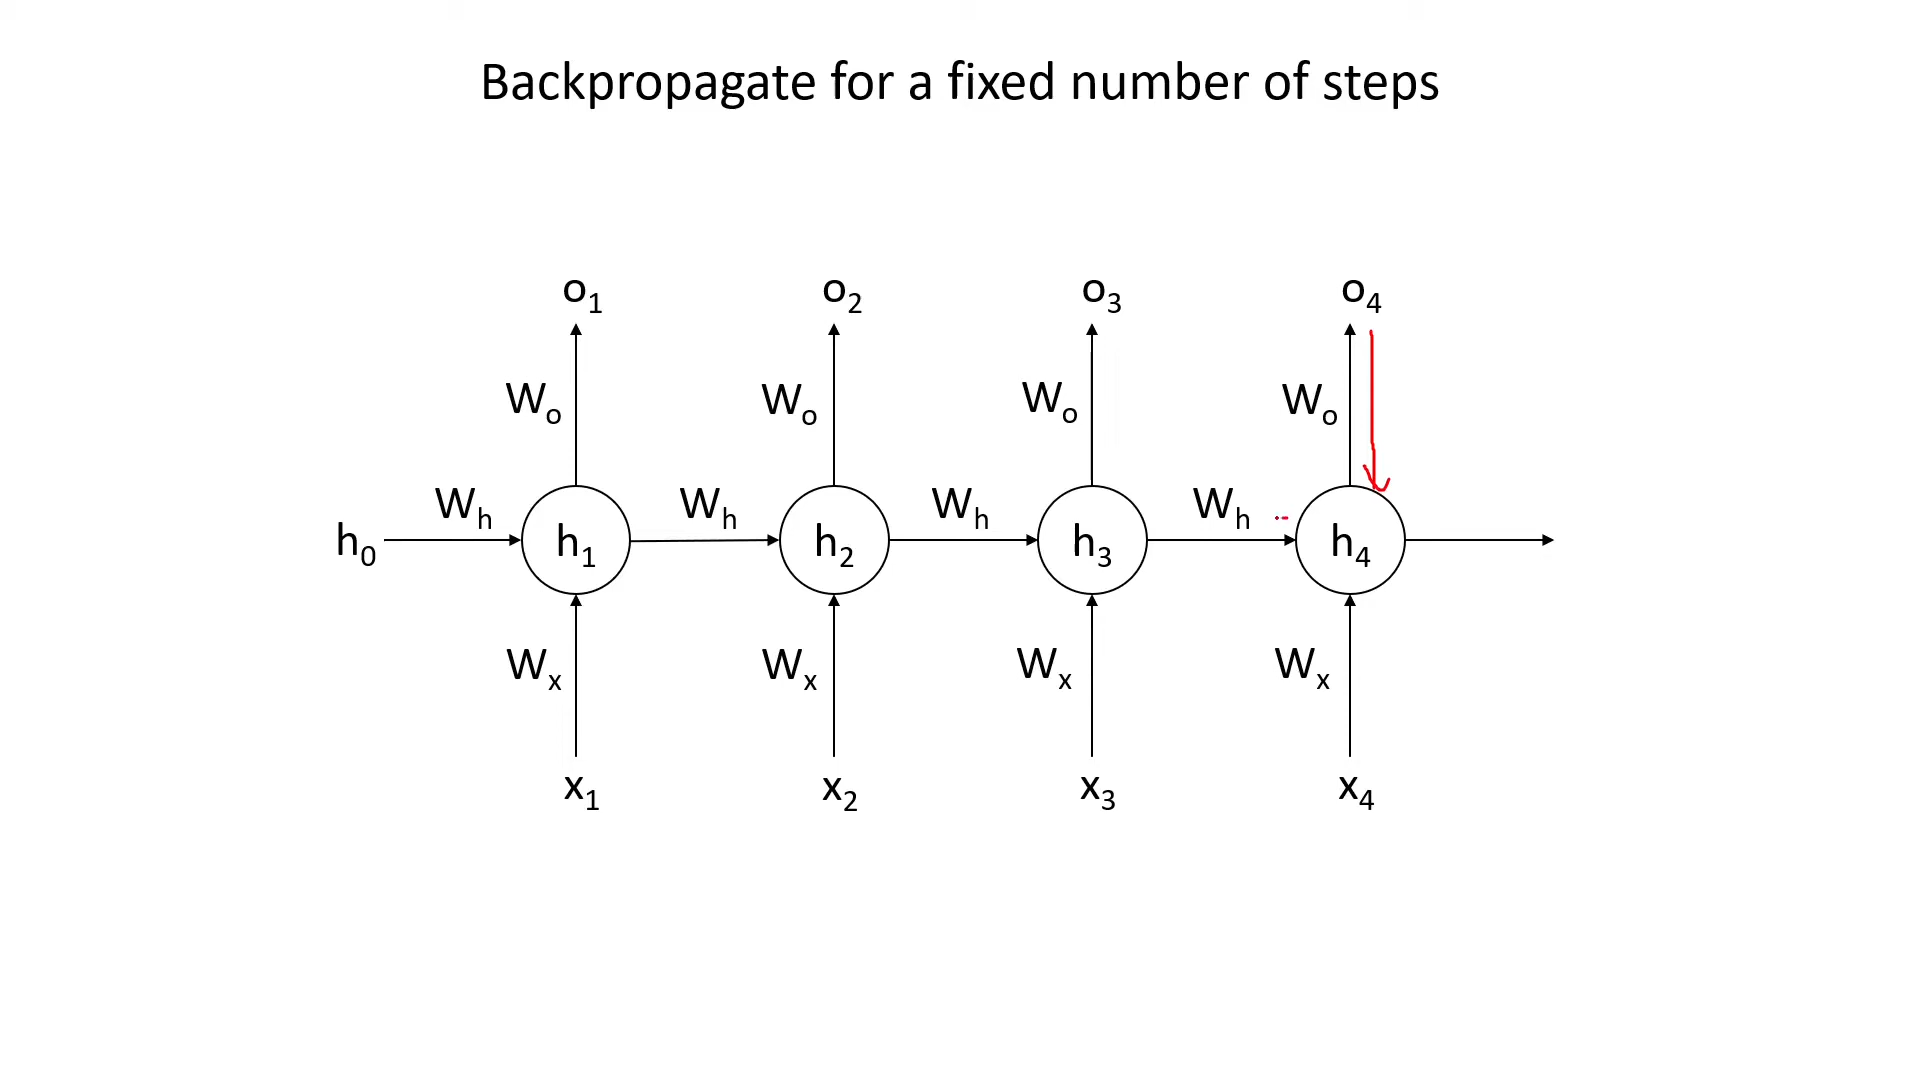 Backpropagate for a fixed number of steps
o₁ o₂ o₃ o₄
Wₒ Wₒ Wₒ Wₒ
Wₕ Wₕ Wₕ Wₕ
h₀ h₁ h₂ h₃ h₄
Wₓ Wₓ Wₓ Wₓ
x₁ x₂ x₃ x₄